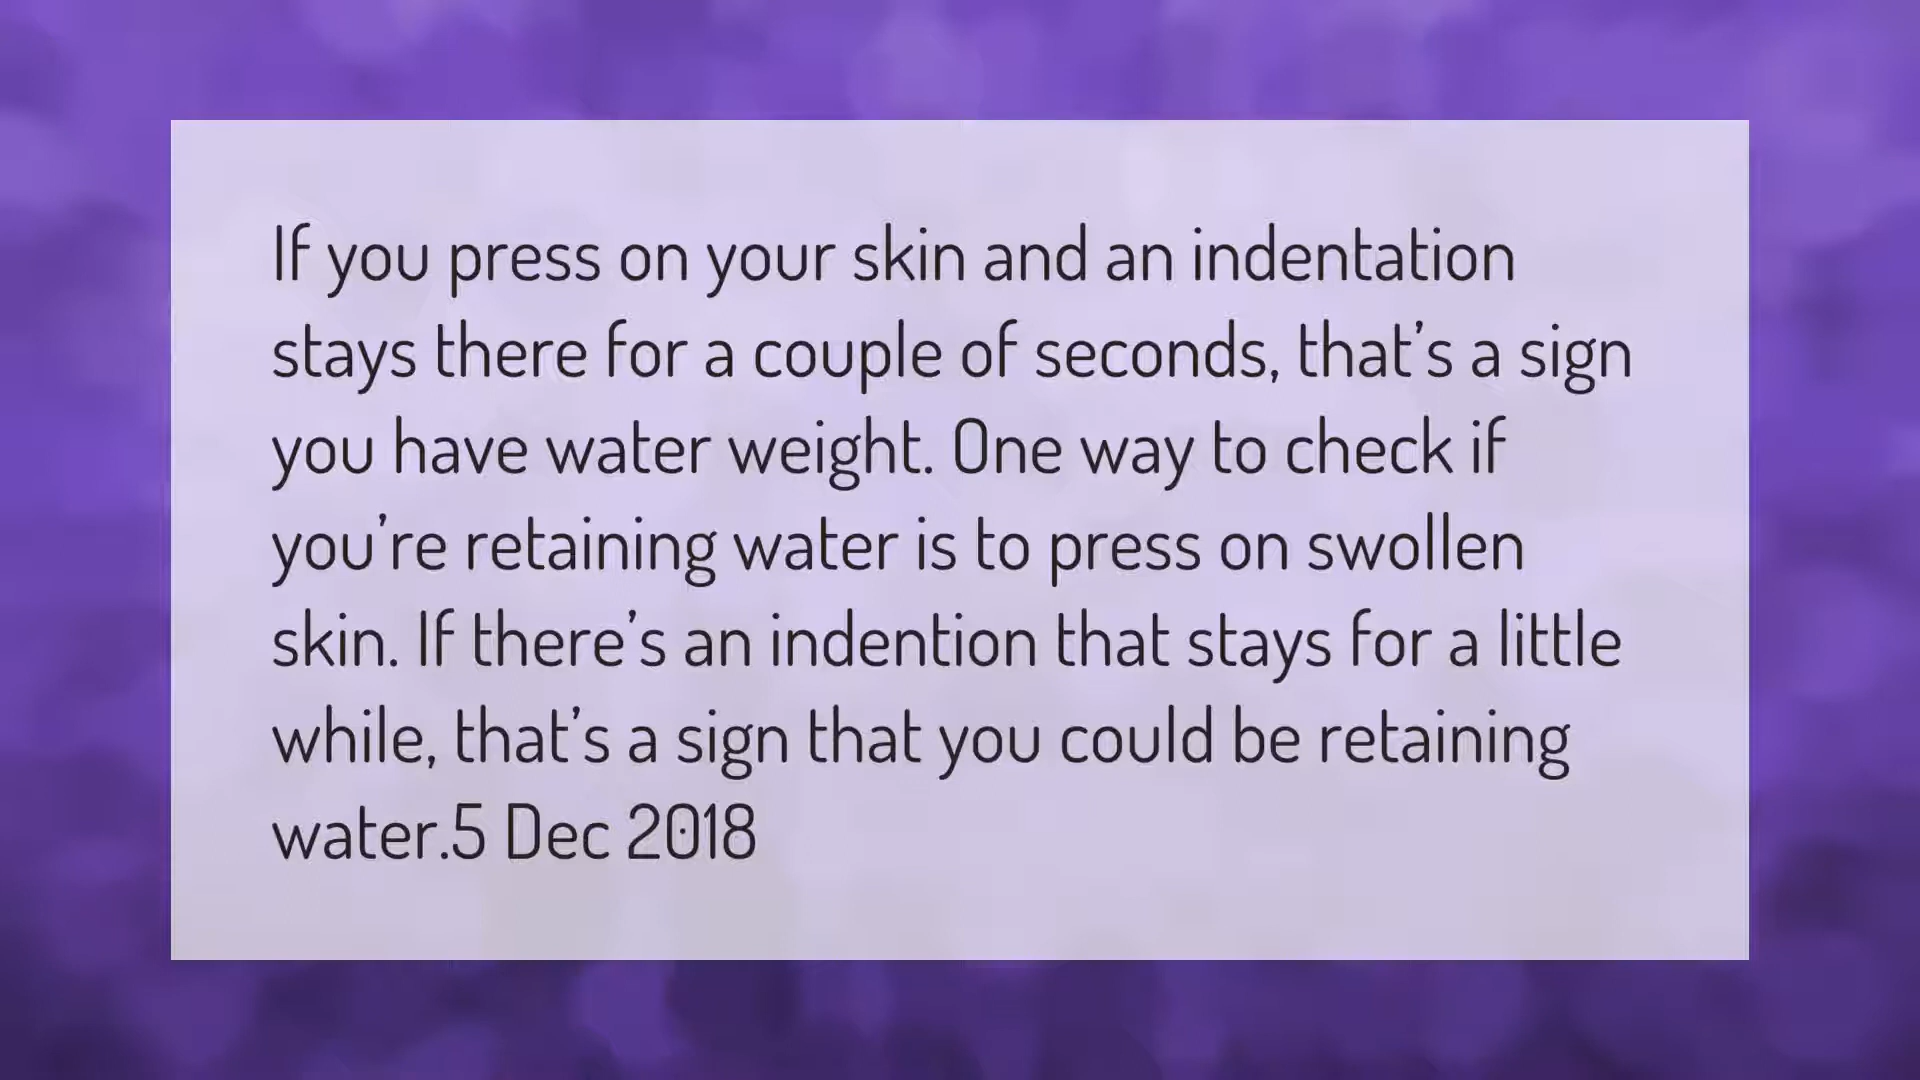 If you press on your skin and an indentation
stays there for a couple of seconds, that's a sign
you have water weight. One way to check if
you're retaining water is to press on swollen
skin. If there's an indention that stays for a little
while, that's a sign that you could be retaining
water.5 Dec 2018